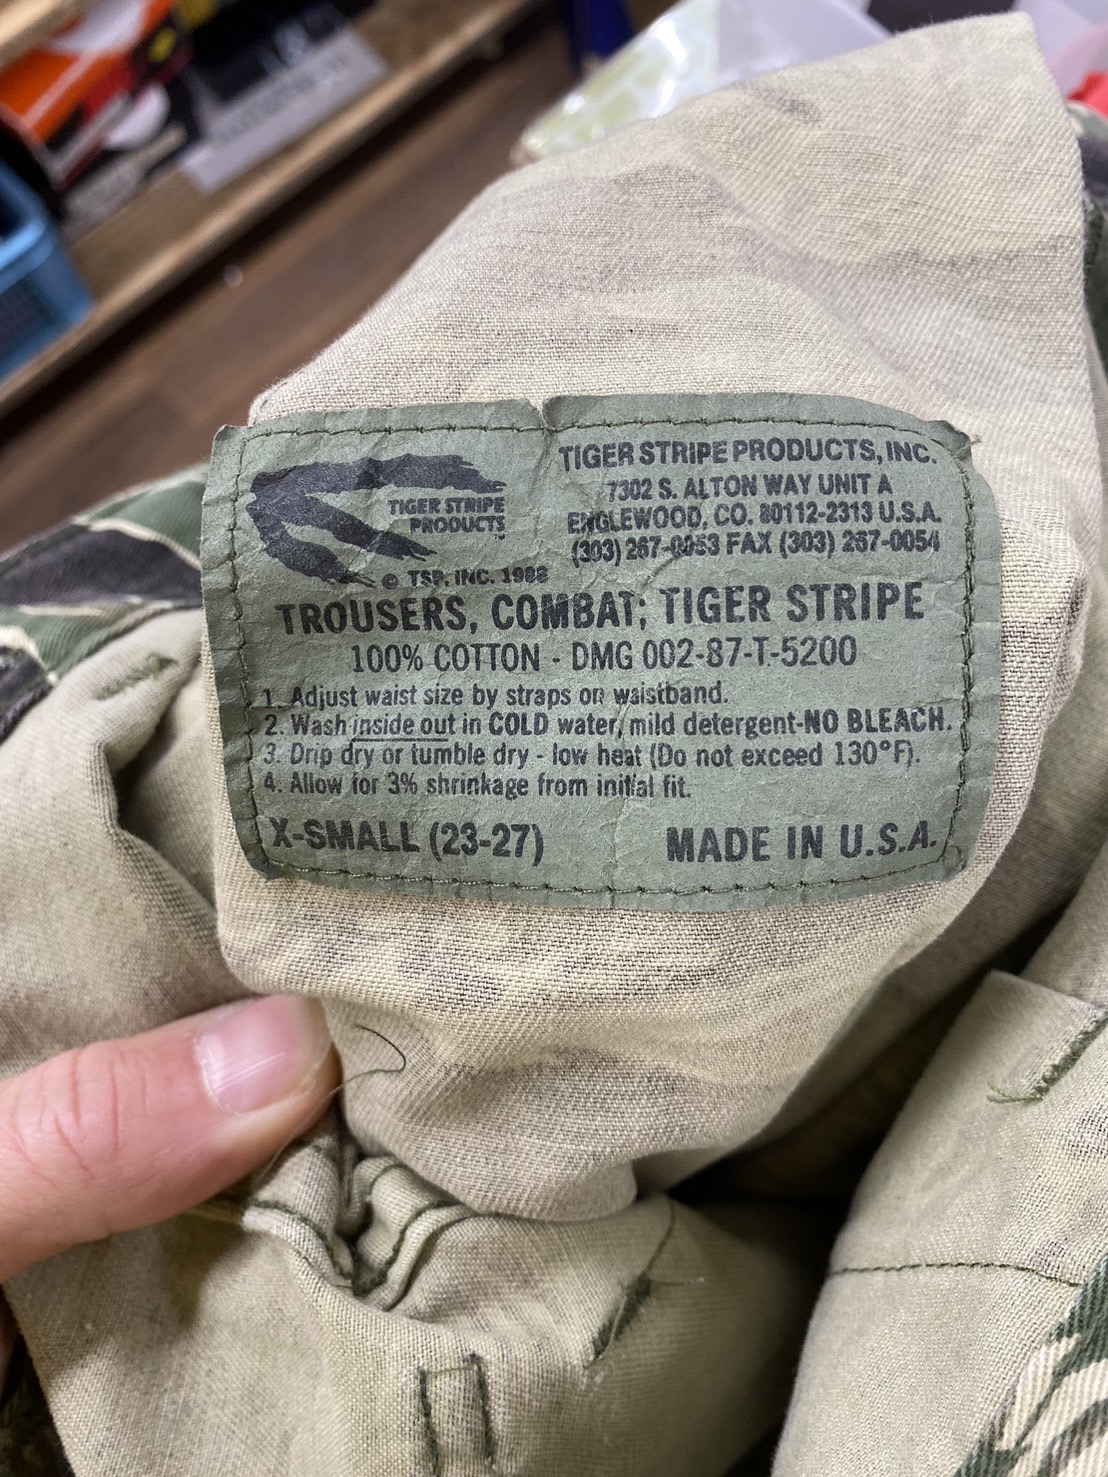 TIGER STRIPE PRODUCTS, INC.
7302 S. ALTON WAY UNIT A
ENGLEWOOD, CO. 80112-2313 U.S.A.
(303) 267-0053 FAX (303) 267-0054
TIGER STRIPE
PRODUCTS™
© TSP, INC. 1988
TROUSERS, COMBAT; TIGER STRIPE
100% COTTON - DMG 002-87-T-5200
1. Adjust waist size by straps on waistband.
2. Wash inside out in COLD water, mild detergent-NO BLEACH.
3. Drip dry or tumble dry - low heat (Do not exceed 130°F).
4. Allow for 3% shrinkage from initial fit.
X-SMALL (23-27)
MADE IN U.S.A.